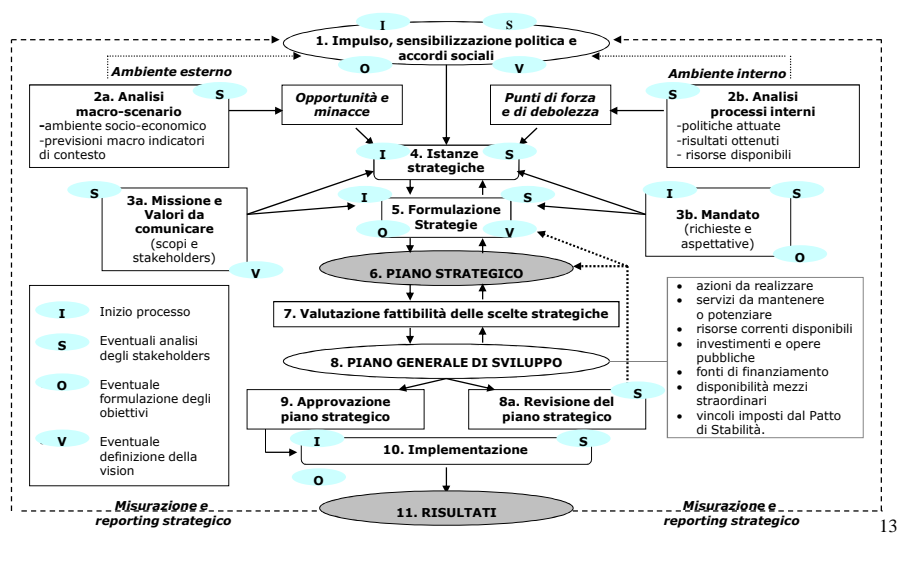 I
S
1. Impulso, sensibilizzazione politica e
accordi sociali
O
V
Ambiente esterno
Ambiente interno
2a. Analisi
macro-scenario
-ambiente socio-economico
-previsioni macro indicatori
di contesto
S
Opportunità e
minacce
Punti di forza
e di debolezza
S
2b. Analisi
processi interni
-politiche attuate
-risultati ottenuti
- risorse disponibili
I
S
4. Istanze
strategiche
S
3a. Missione e
Valori da
comunicare
(scopi e
stakeholders)
V
I
S
5. Formulazione
Strategie
O
V
I
S
3b. Mandato
(richieste e
aspettative)
O
6. PIANO STRATEGICO
7. Valutazione fattibilità delle scelte strategiche
8. PIANO GENERALE DI SVILUPPO
• azioni da realizzare
• servizi da mantenere
o potenziare
• risorse correnti disponibili
• investimenti e opere
pubbliche
• fonti di finanziamento
• disponibilità mezzi
straordinari
• vincoli imposti dal Patto
di Stabilità.
I
Inizio processo
S
Eventuali analisi
degli stakeholders
O
Eventuale
formulazione degli
obiettivi
V
Eventuale
definizione della
vision
9. Approvazione
piano strategico
8a. Revisione del
piano strategico
S
I
S
10. Implementazione
O
11. RISULTATI
Misurazione e
reporting strategico
Misurazione e
reporting strategico
13